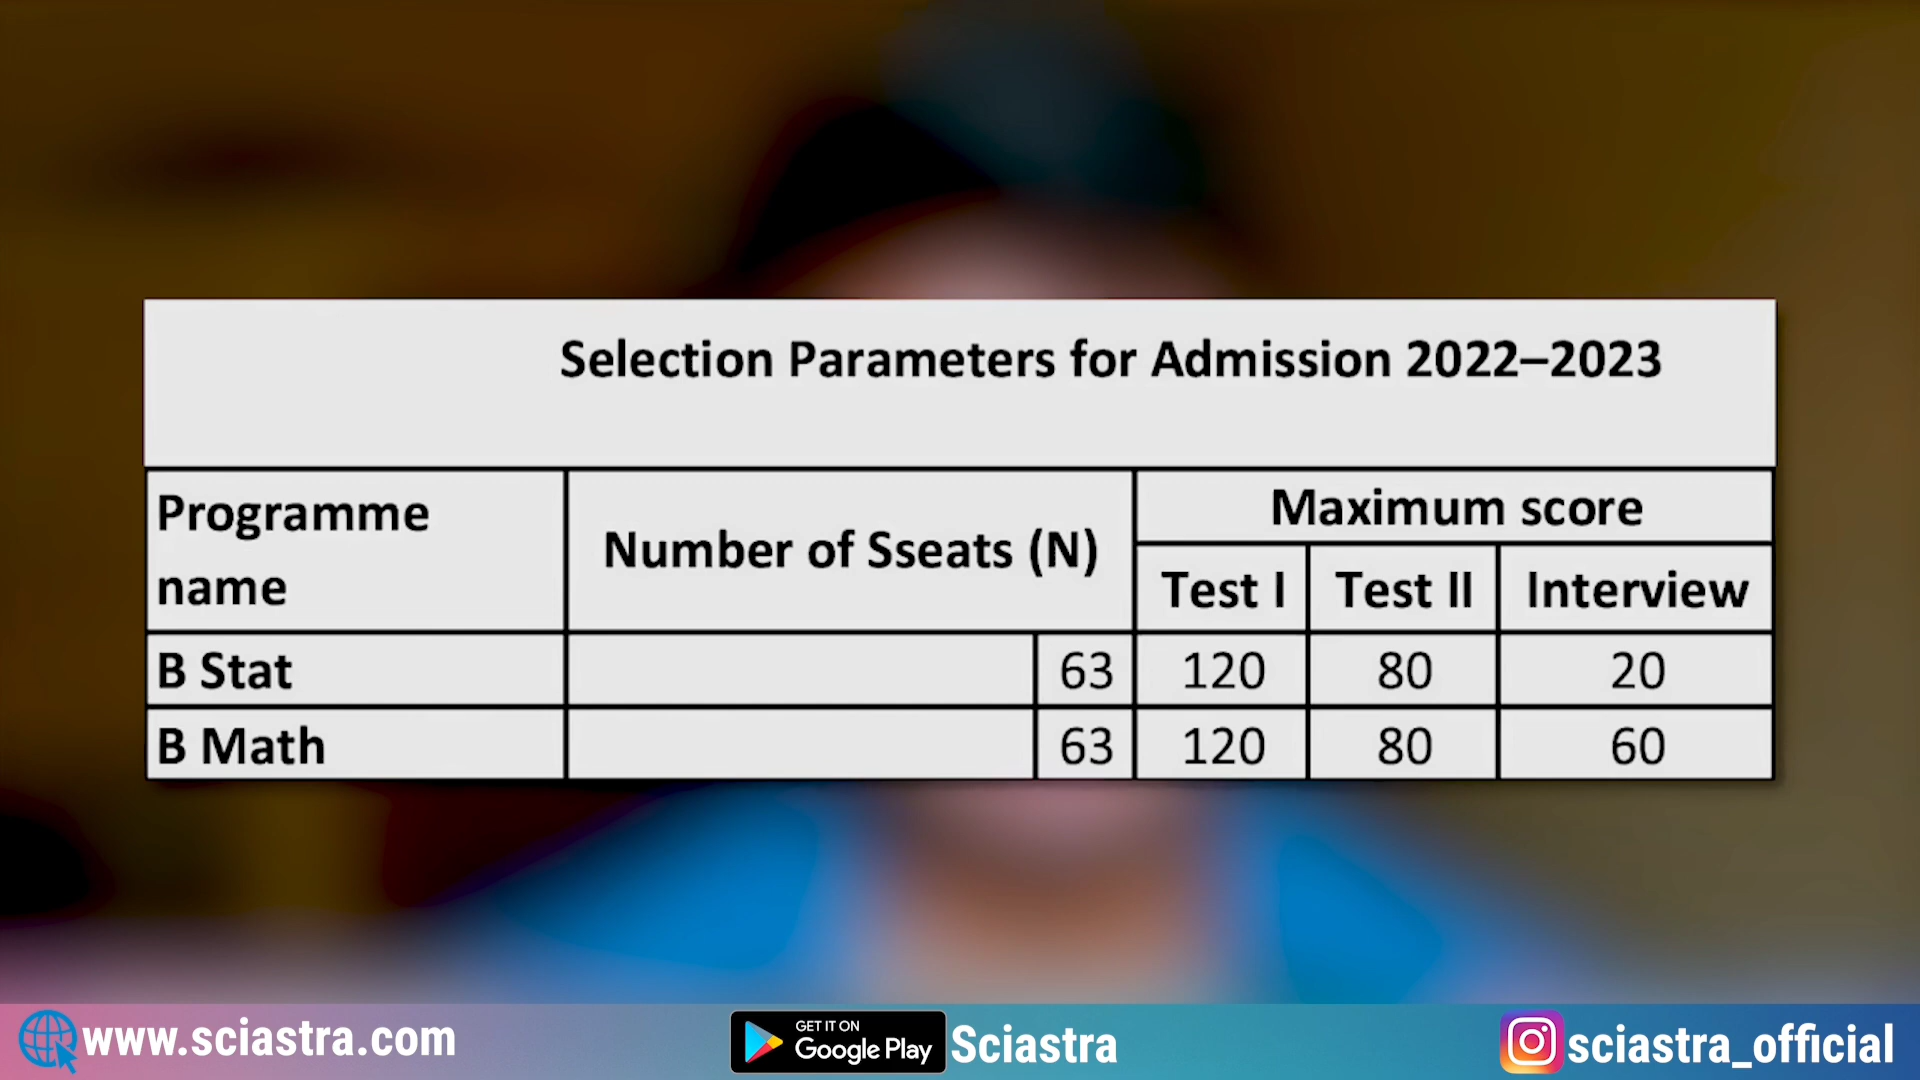 Selection Parameters for Admission 2022–2023
Programme name
Number of Sseats (N)
Maximum score
Test I Test II Interview
B Stat 63 120 80 20
B Math 63 120 80 60
www.sciastra.com
GET IT ON
Google Play
Sciastra
sciastra_official